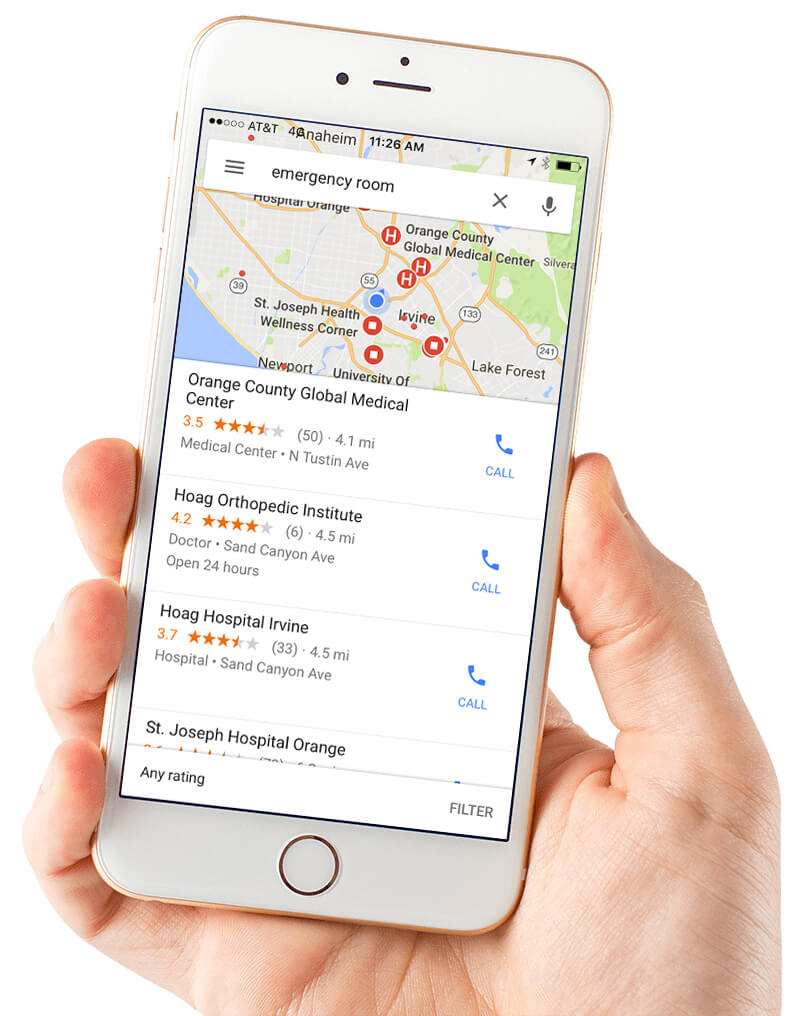 AT&T 4G Anaheim 11:26 AM
emergency room
Hospital Orange
Orange County
Global Medical Center
Silvera
55
39
St. Joseph Health
Wellness Corner
Irvine
133
241
Newport
Lake Forest
University Of
Orange County Global Medical
Center
3.5 (50) · 4.1 mi
Medical Center • N Tustin Ave
CALL
Hoag Orthopedic Institute
4.2 (6) · 4.5 mi
Doctor • Sand Canyon Ave
Open 24 hours
CALL
Hoag Hospital Irvine
3.7 (33) · 4.5 mi
Hospital • Sand Canyon Ave
CALL
St. Joseph Hospital Orange
Any rating
FILTER